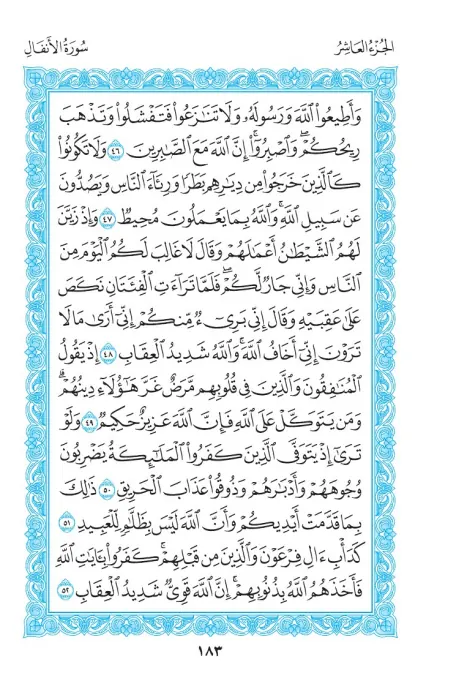 الجُزْءُ العَاشِرُ
سُورَةُ الأَنفَالِ
وَأَطِيعُوا۟ ٱللَّهَ وَرَسُولَهُۥ وَلَا تَنَٰزَعُوا۟ فَتَفْشَلُوا۟ وَتَذْهَبَ
رِيحُكُمْ ۖ وَٱصْبِرُوٓا۟ ۚ إِنَّ ٱللَّهَ مَعَ ٱلصَّٰبِرِينَ ٤٦ وَلَا تَكُونُوا۟
كَٱلَّذِينَ خَرَجُوا۟ مِن دِيَٰرِهِم بَطَرًا وَرِئَآءَ ٱلنَّاسِ وَيَصُدُّونَ
عَن سَبِيلِ ٱللَّهِ ۚ وَٱللَّهُ بِمَا يَعْمَلُونَ مُحِيطٌ ٤٧ وَإِذْ زَيَّنَ
لَهُمُ ٱلشَّيْطَٰنُ أَعْمَٰلَهُمْ وَقَالَ لَا غَالِبَ لَكُمُ ٱلْيَوْمَ مِنَ
ٱلنَّاسِ وَإِنِّى جَارٌ لَّكُمْ ۖ فَلَمَّا تَرَآءَتِ ٱلْفِئَتَانِ نَكَصَ
عَلَىٰ عَقِبَيْهِ وَقَالَ إِنِّى بَرِىٓءٌ مِّنكُمْ إِنِّىٓ أَرَىٰ مَا لَا
تَرَوْنَ إِنِّىٓ أَخَافُ ٱللَّهَ ۚ وَٱللَّهُ شَدِيدُ ٱلْعِقَابِ ٤٨ إِذْ يَقُولُ
ٱلْمُنَٰفِقُونَ وَٱلَّذِينَ فِى قُلُوبِهِم مَّرَضٌ غَرَّ هَٰٓؤُلَآءِ دِينُهُمْ ۗ
وَمَن يَتَوَكَّلْ عَلَى ٱللَّهِ فَإِنَّ ٱللَّهَ عَزِيزٌ حَكِيمٌ ٤٩ وَلَوْ
تَرَىٰٓ إِذْ يَتَوَفَّى ٱلَّذِينَ كَفَرُوا۟ ٱلْمَلَٰٓئِكَةُ يَضْرِبُونَ
وُجُوهَهُمْ وَأَدْبَٰرَهُمْ وَذُوقُوا۟ عَذَابَ ٱلْحَرِيقِ ٥٠ ذَٰلِكَ
بِمَا قَدَّمَتْ أَيْدِيكُمْ وَأَنَّ ٱللَّهَ لَيْسَ بِظَلَّٰمٍ لِّلْعَبِيدِ ٥١
كَدَأْبِ ءَالِ فِرْعَوْنَ وَٱلَّذِينَ مِن قَبْلِهِمْ ۚ كَفَرُوا۟ بِـَٔايَٰتِ ٱللَّهِ
فَأَخَذَهُمُ ٱللَّهُ بِذُنُوبِهِمْ ۗ إِنَّ ٱللَّهَ قَوِىٌّ شَدِيدُ ٱلْعِقَابِ ٥٢
١٨٣